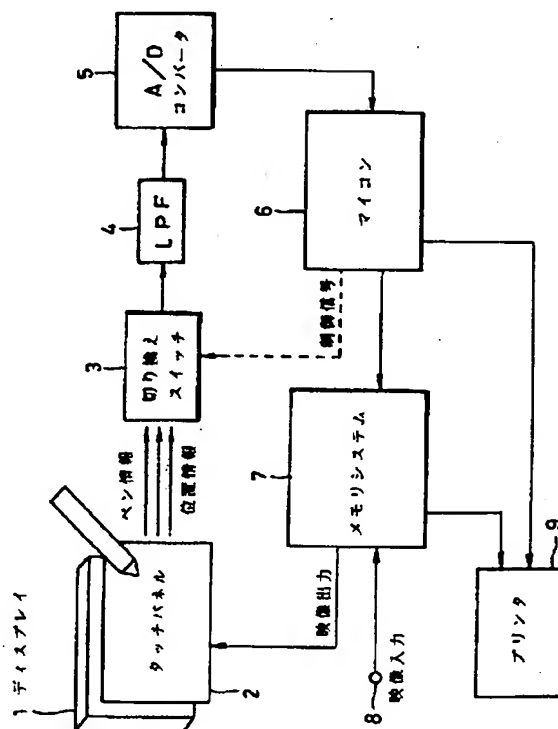 1 ディスプレイ
タッチパネル
2
ペン情報
位置情報
3
切り換え
スイッチ
4
LPF
5
A/D
コンバータ
6
マイコン
制御信号
7
メモリシステム
映像出力
8
映像入力
9
プリンタ